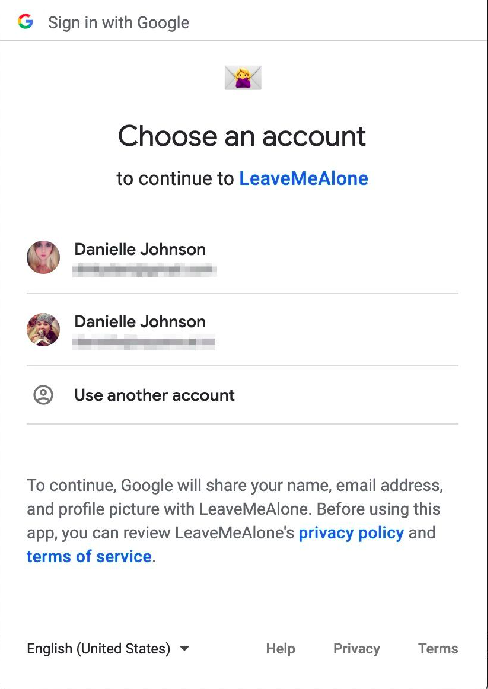 Sign in with Google
Choose an account
to continue to LeaveMeAlone
Danielle Johnson
Danielle Johnson
Use another account
To continue, Google will share your name, email address,
and profile picture with LeaveMeAlone. Before using this
app, you can review LeaveMeAlone's privacy policy and
terms of service.
English (United States) Help Privacy Terms